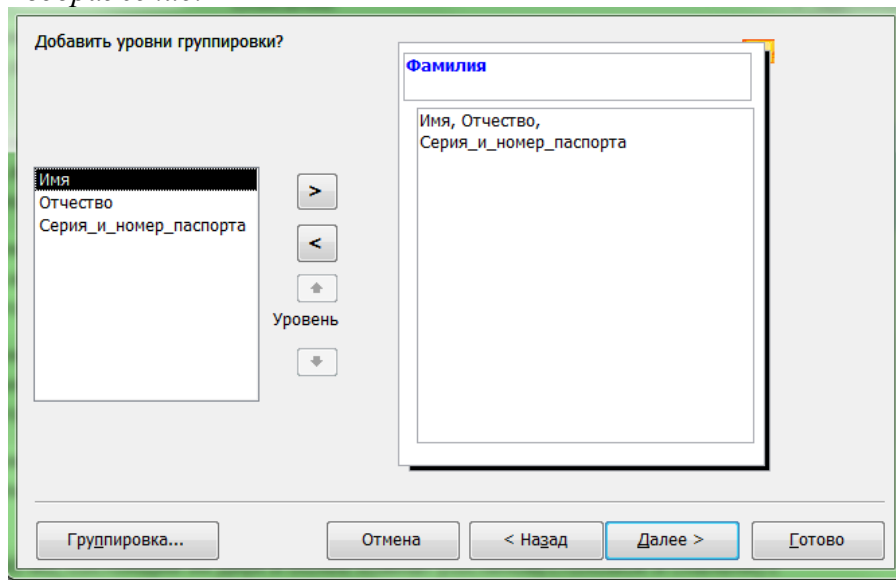 Добавить уровни группировки?
Фамилия
Имя, Отчество,
Серия_и_номер_паспорта
Имя
Отчество
Серия_и_номер_паспорта
>
<
Уровень
Группировка...
Отмена
< Назад
Далее >
Готово